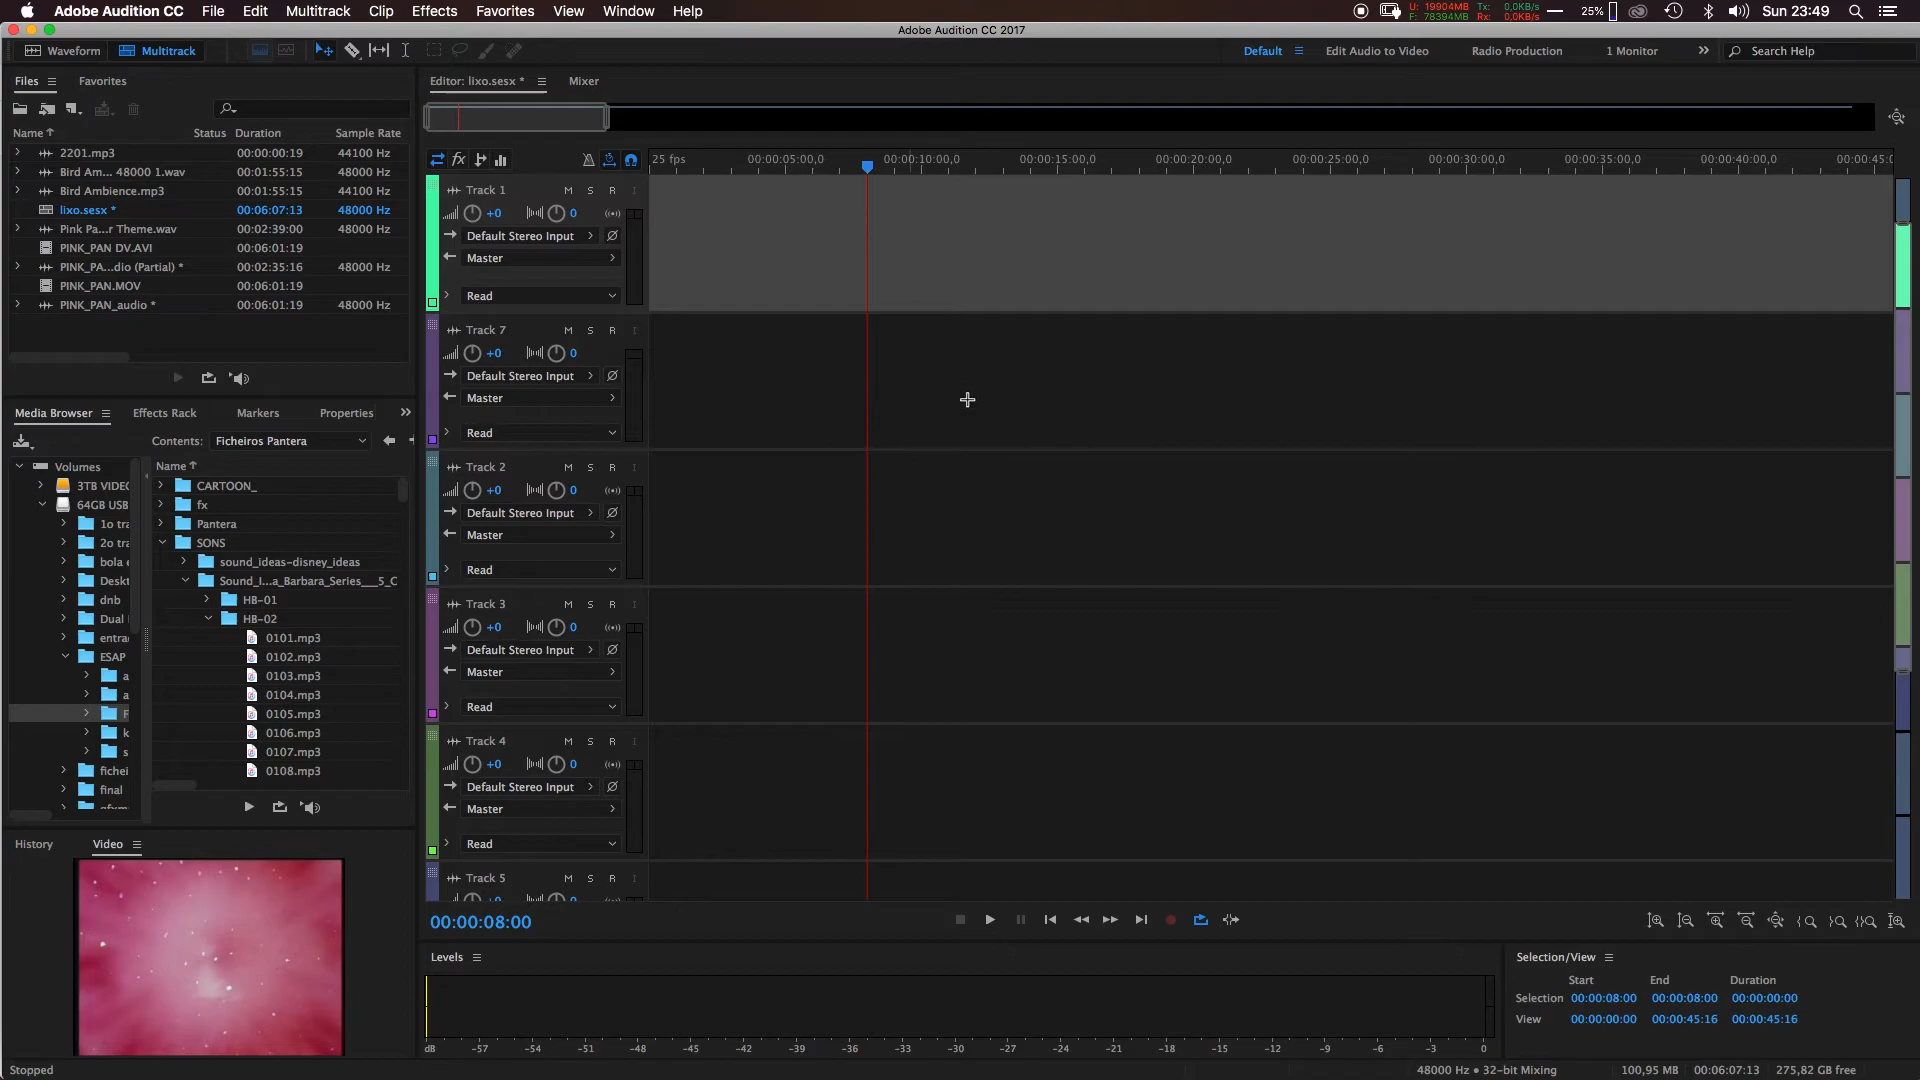 Adobe Audition CC File Edit Multitrack Clip Effects Favorites View Window Help
U: 19904MB Tx: 0,0KB/s
F: 78394MB Rx: 0,0KB/s
25% Sun 23:49
Adobe Audition CC 2017
Waveform Multitrack Default Edit Audio to Video Radio Production 1 Monitor Search Help
Files Favorites
Name Status Duration Sample Rate
2201.mp3 00:00:00:19 44100 Hz
Bird Am... 48000 1.wav 00:01:55:15 48000 Hz
Bird Ambience.mp3 00:01:55:15 44100 Hz
lixo.sesx * 00:06:07:13 48000 Hz
Pink Pa...r Theme.wav 00:02:39:00 48000 Hz
PINK_PAN DV.AVI 00:06:01:19
PINK_PA...dio (Partial) * 00:02:35:16 48000 Hz
PINK_PAN.MOV 00:06:01:19
PINK_PAN_audio * 00:06:01:19 48000 Hz
Media Browser Effects Rack Markers Properties
Contents: Ficheiros Pantera
Volumes
3TB VIDEO
64GB USB
1o tra
2o tra
bola e
Deskt
dnb
Dual
entra
ESAP
a
a
F
k
s
fichei
final
Name
CARTOON_
fx
Pantera
SONS
sound_ideas-disney_ideas
Sound_I...a_Barbara_Series___5_C
HB-01
HB-02
0101.mp3
0102.mp3
0103.mp3
0104.mp3
0105.mp3
0106.mp3
0107.mp3
0108.mp3
History Video
Editor: lixo.sesx * Mixer
fx
25 fps 00:00:05:00,0 00:00:10:00,0 00:00:15:00,0 00:00:20:00,0 00:00:25:00,0 00:00:30:00,0 00:00:35:00,0 00:00:40:00,0 00:00:45:0
Track 1 M S R I
+0 0
Default Stereo Input
Master
Read
Track 7 M S R I
+0 0
Default Stereo Input
Master
Read
Track 2 M S R I
+0 0
Default Stereo Input
Master
Read
Track 3 M S R I
+0 0
Default Stereo Input
Master
Read
Track 4 M S R I
+0 0
Default Stereo Input
Master
Read
Track 5 M S R I
00:00:08:00
Levels
dB -57 -54 -51 -48 -45 -42 -39 -36 -33 -30 -27 -24 -21 -18 -15 -12 -9 -6 -3 0
Selection/View
Start End Duration
Selection 00:00:08:00 00:00:08:00 00:00:00:00
View 00:00:00:00 00:00:45:16 00:00:45:16
Stopped 48000 Hz • 32-bit Mixing 100,95 MB 00:06:07:13 275,82 GB free